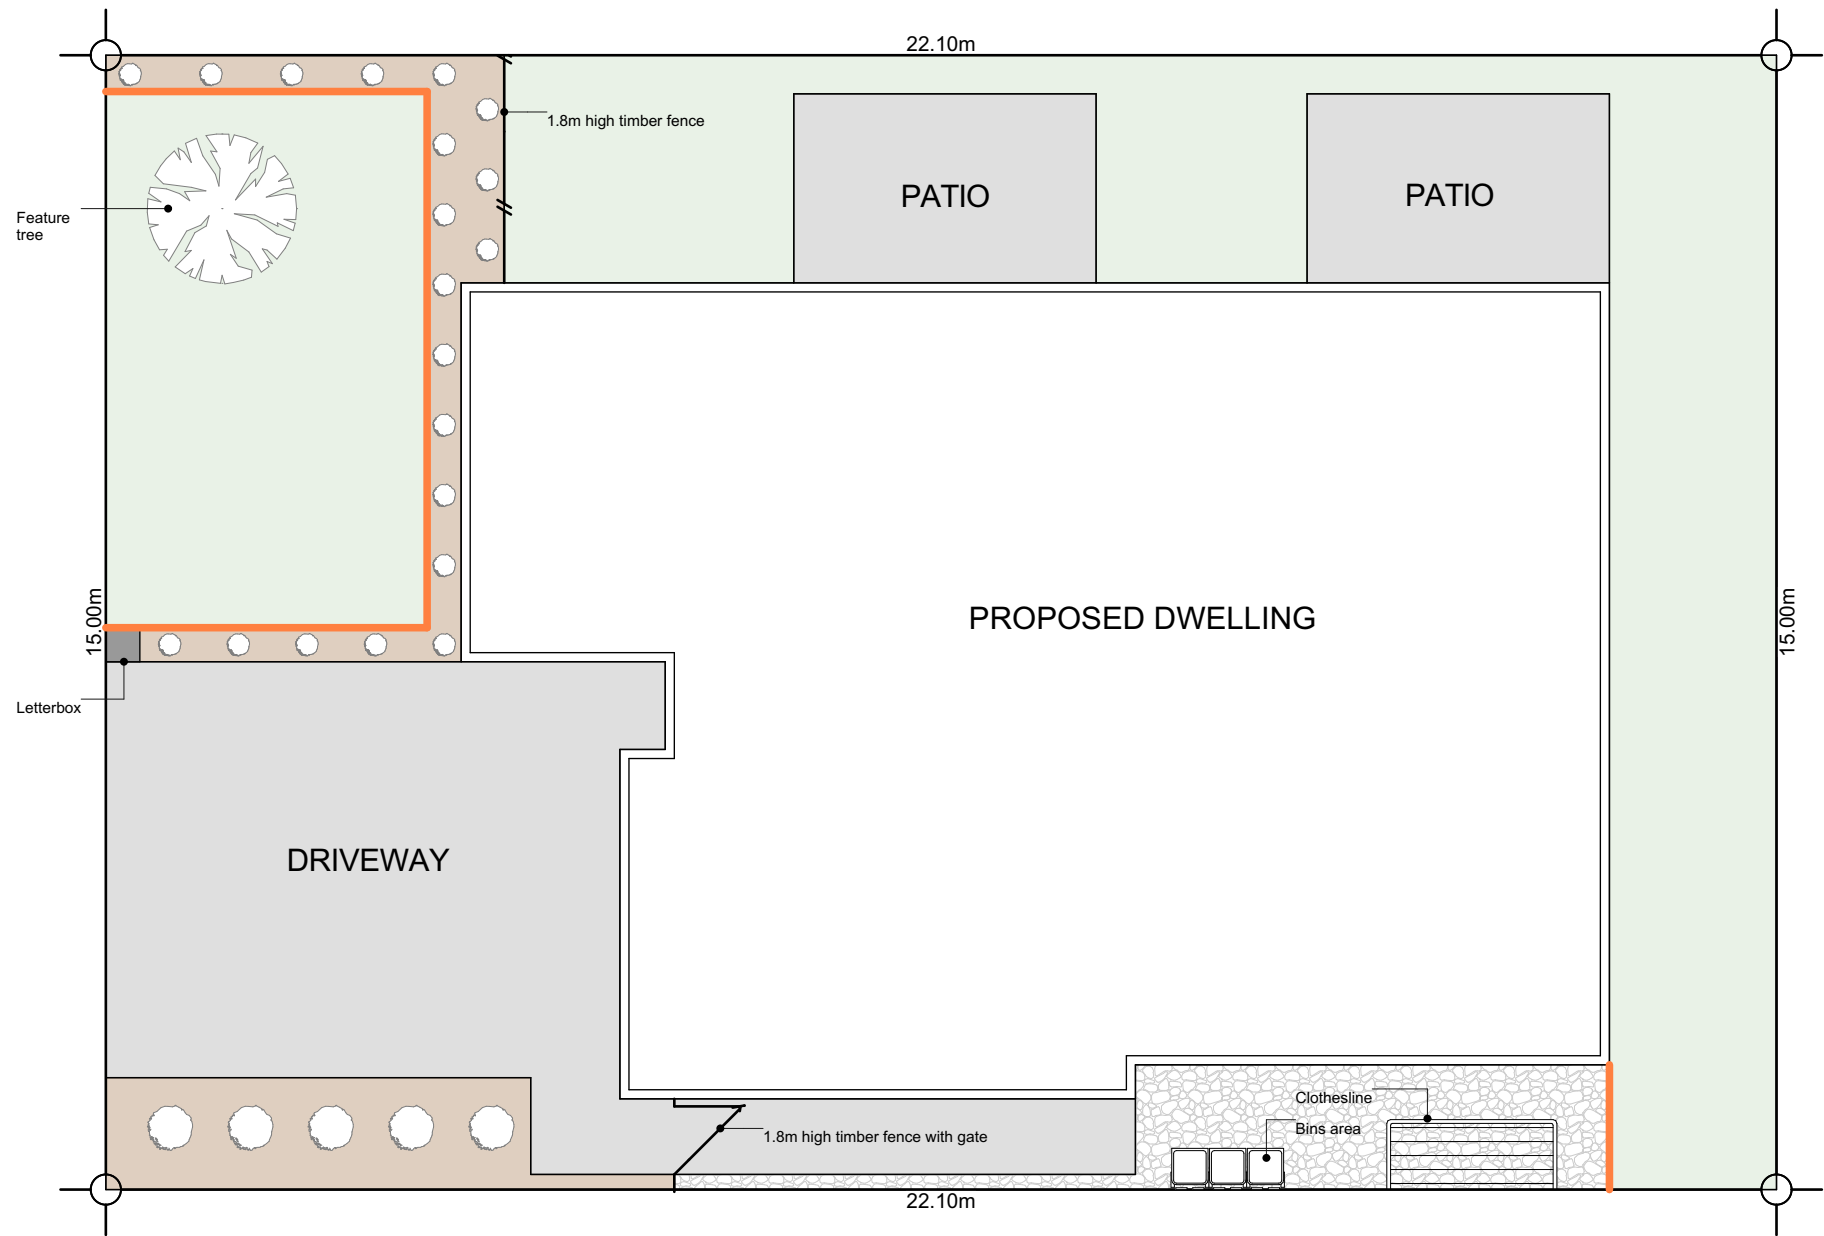 22.10m
1.8m high timber fence
PATIO
PATIO
Feature
tree
15.00m
15.00m
PROPOSED DWELLING
Letterbox
DRIVEWAY
Clothesline
Bins area
1.8m high timber fence with gate
22.10m